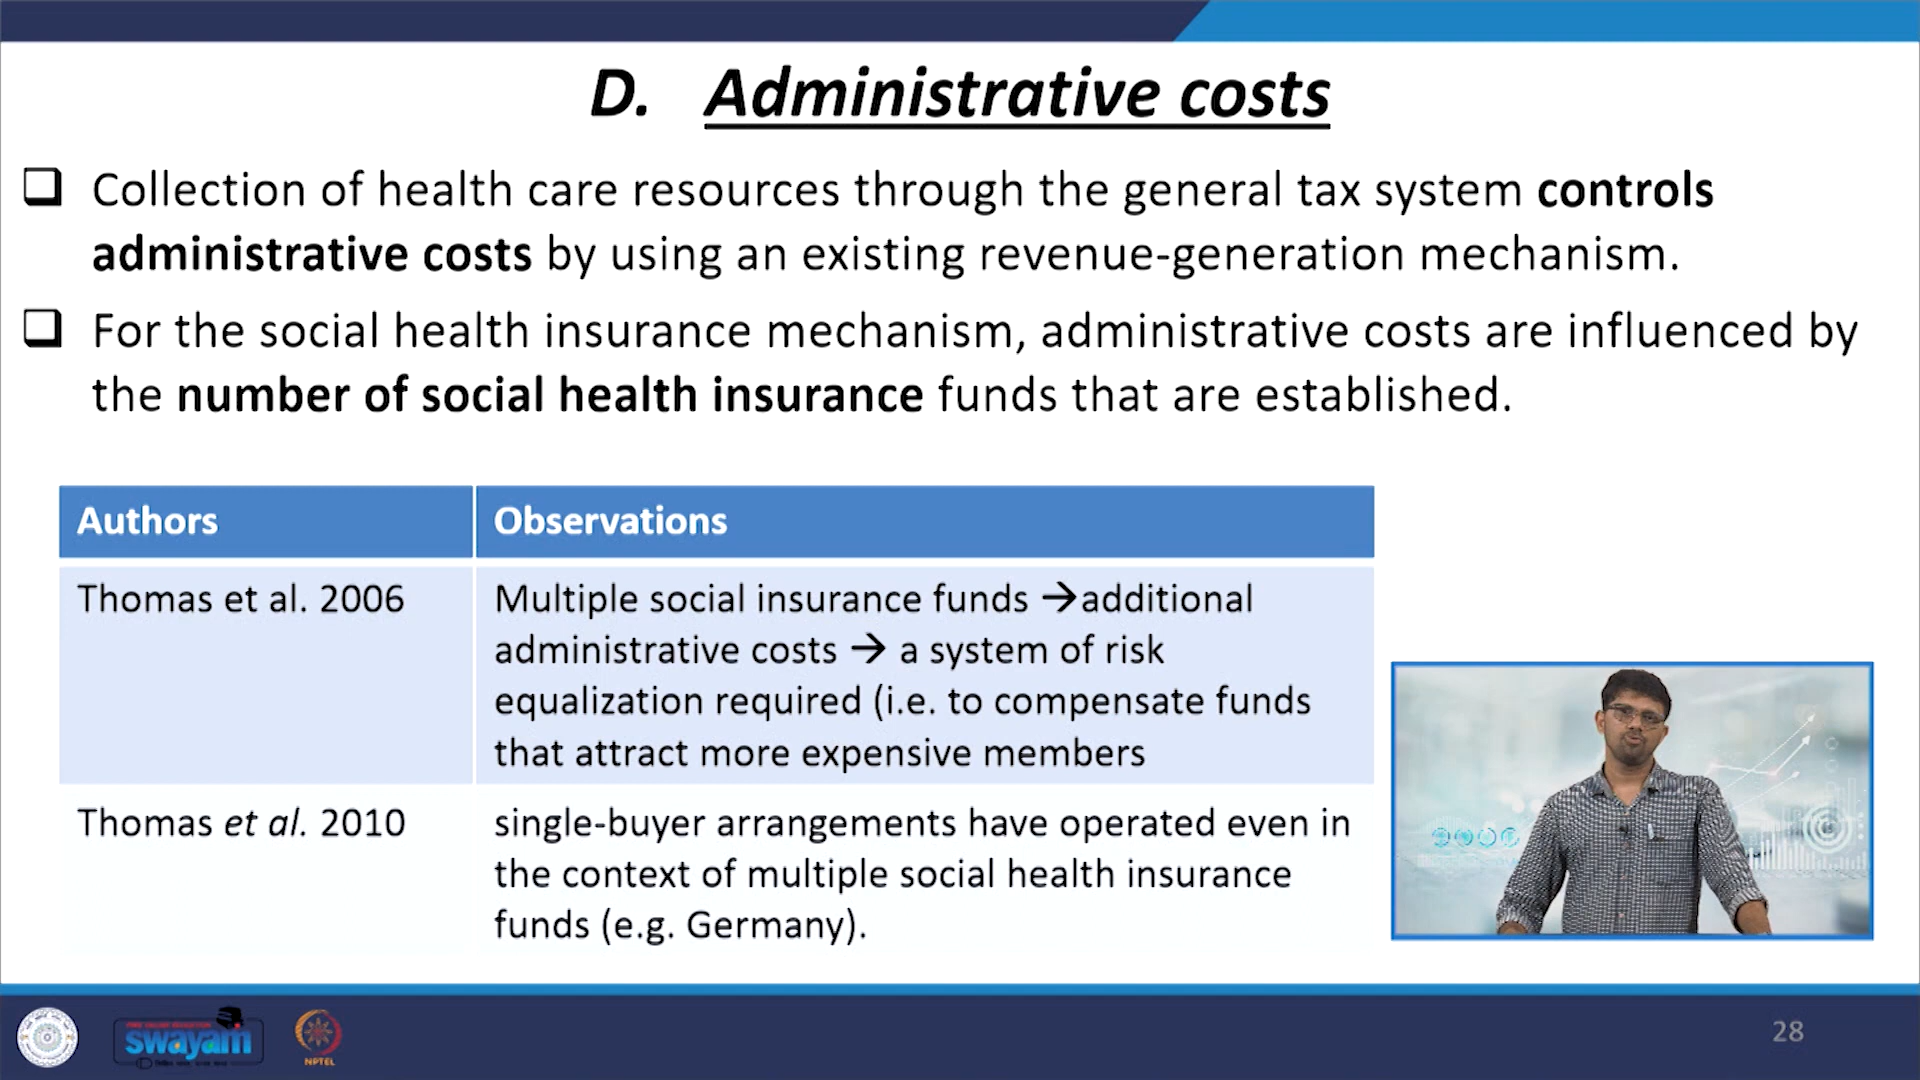 D. Administrative costs
❑ Collection of health care resources through the general tax system controls
administrative costs by using an existing revenue-generation mechanism.
❑ For the social health insurance mechanism, administrative costs are influenced by
the number of social health insurance funds that are established.
Authors
Observations
Thomas et al. 2006
Multiple social insurance funds →additional
administrative costs → a system of risk
equalization required (i.e. to compensate funds
that attract more expensive members
Thomas et al. 2010
single-buyer arrangements have operated even in
the context of multiple social health insurance
funds (e.g. Germany).
swayam
NPTEL
28